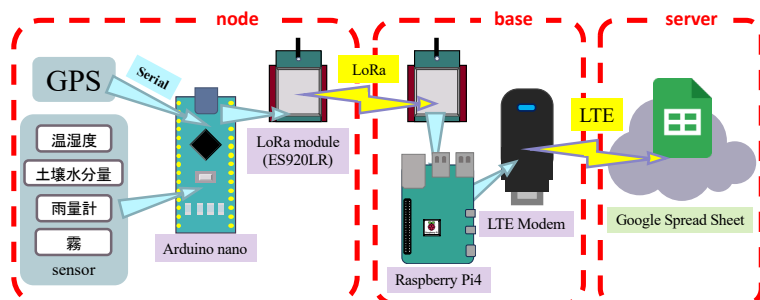 node
base
server
GPS
Serial
温湿度
土壌水分量
雨量計
霧
sensor
Arduino nano
LoRa module
(ES920LR)
LoRa
Raspberry Pi4
LTE Modem
LTE
Google Spread Sheet